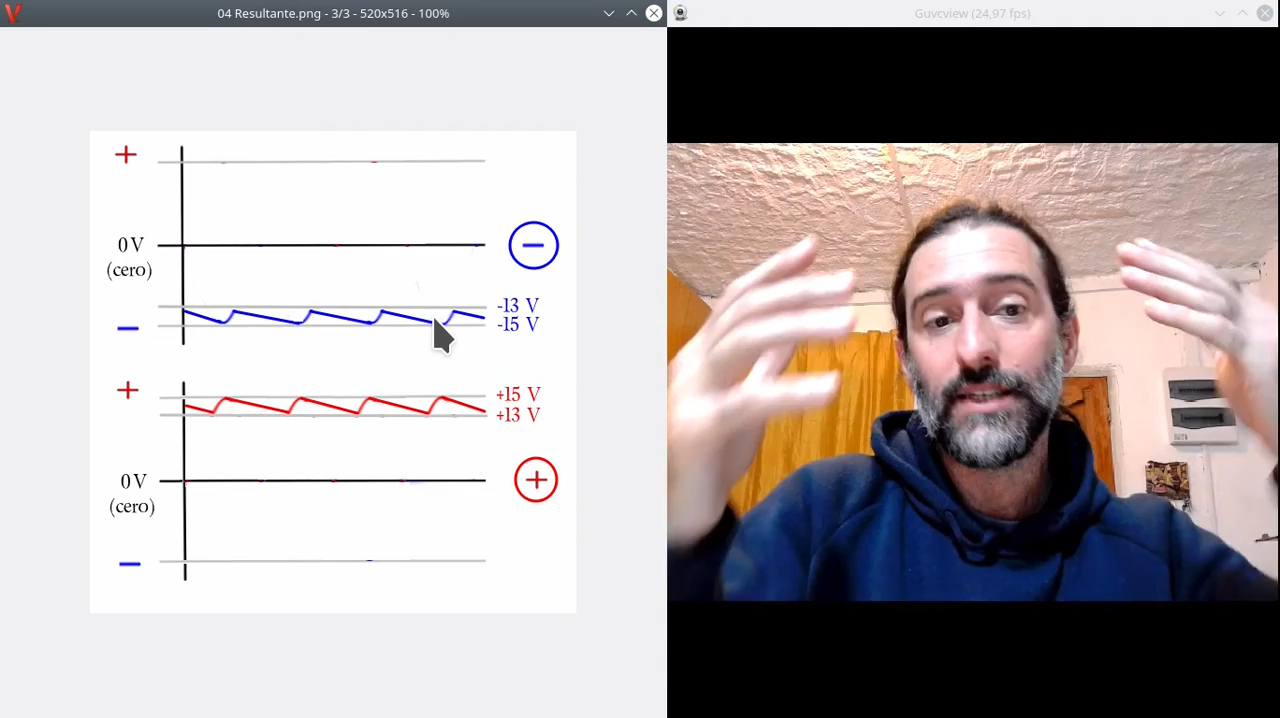 04 Resultante.png - 3/3 - 520x516 - 100%
Guvcview (24,97 fps)
+
0 V
(cero)
−
-13 V
−
-15 V
+
+15 V
+13 V
0 V
(cero)
+
−